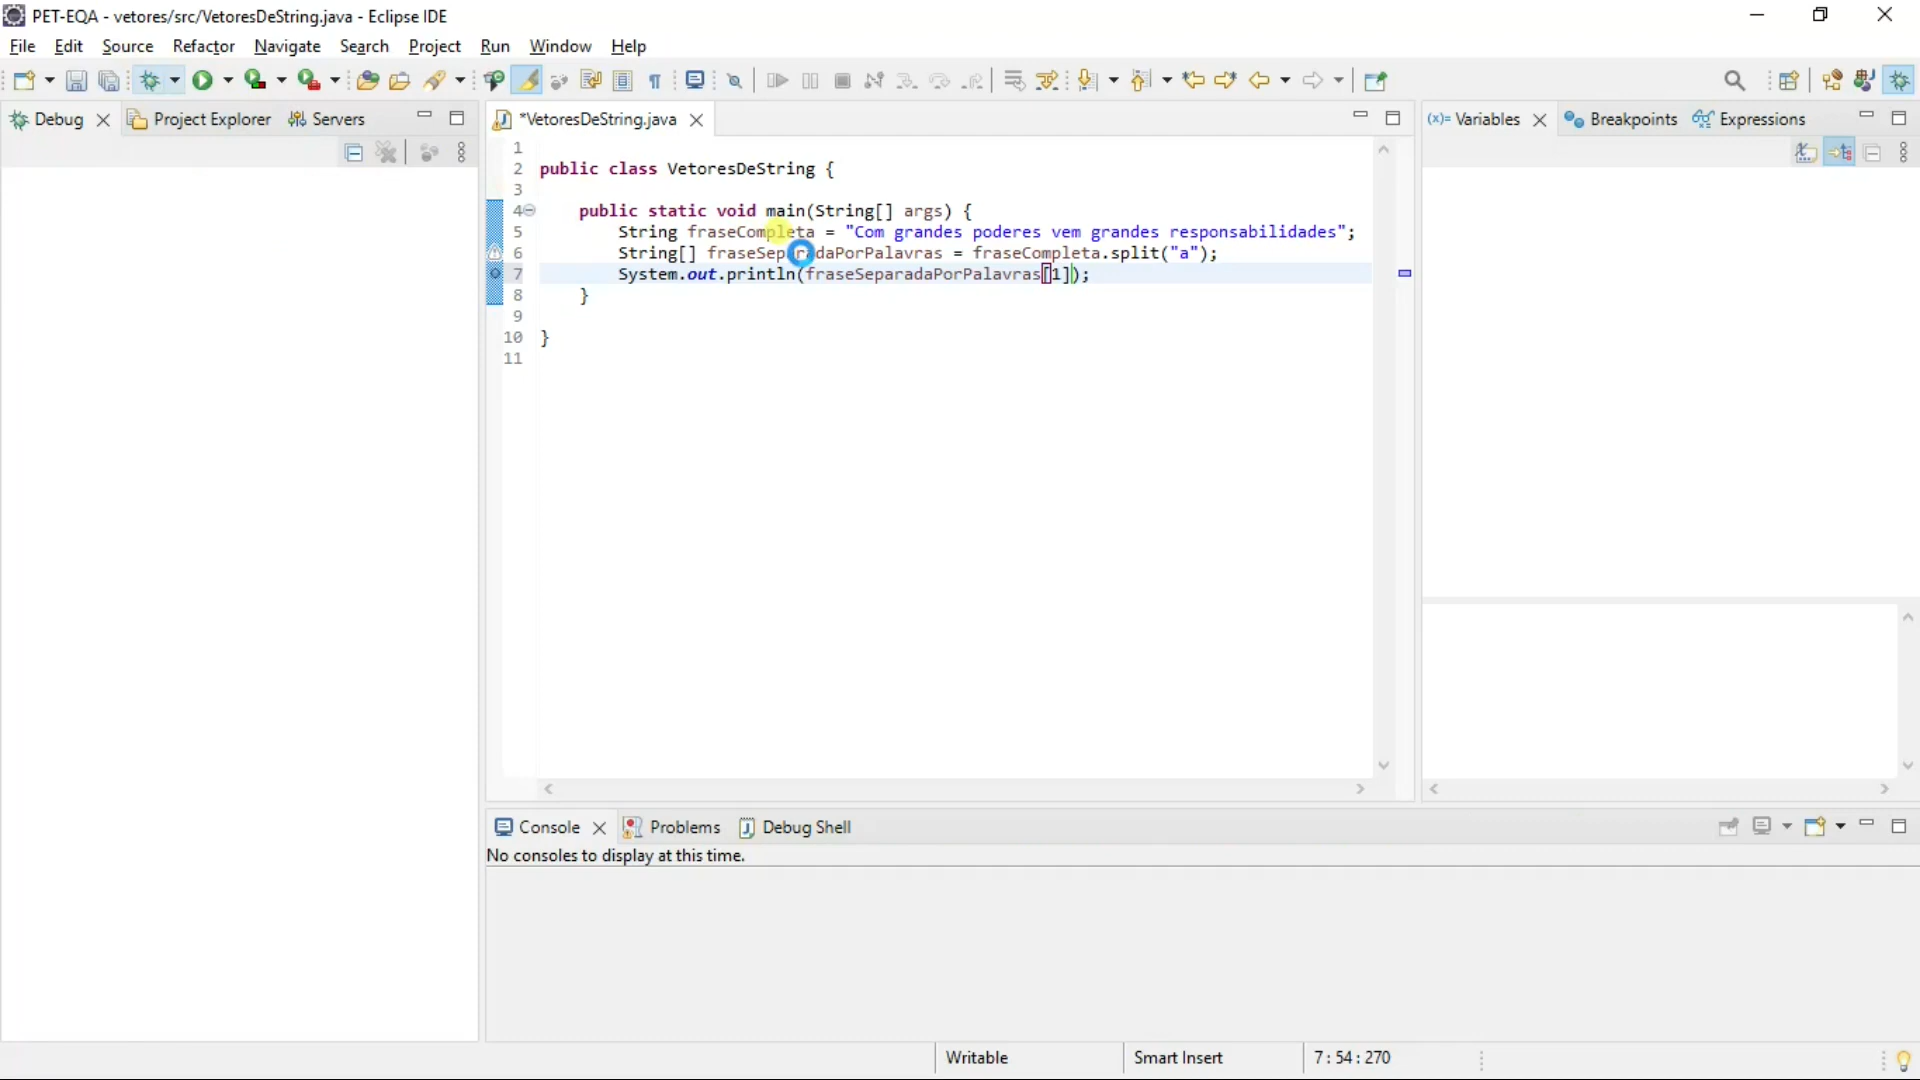 PET-EQA - vetores/src/VetoresDeString.java - Eclipse IDE
File Edit Source Refactor Navigate Search Project Run Window Help
Debug Project Explorer Servers
*VetoresDeString.java
(x)= Variables Breakpoints Expressions
1
2 public class VetoresDeString {
3
4 public static void main(String[] args) {
5 String fraseCompleta = "Com grandes poderes vem grandes responsabilidades";
6 String[] fraseSeparadaPorPalavras = fraseCompleta.split("a");
7 System.out.println(fraseSeparadaPorPalavras[1]);
8 }
9
10 }
11
Console Problems Debug Shell
No consoles to display at this time.
Writable Smart Insert 7 : 54 : 270